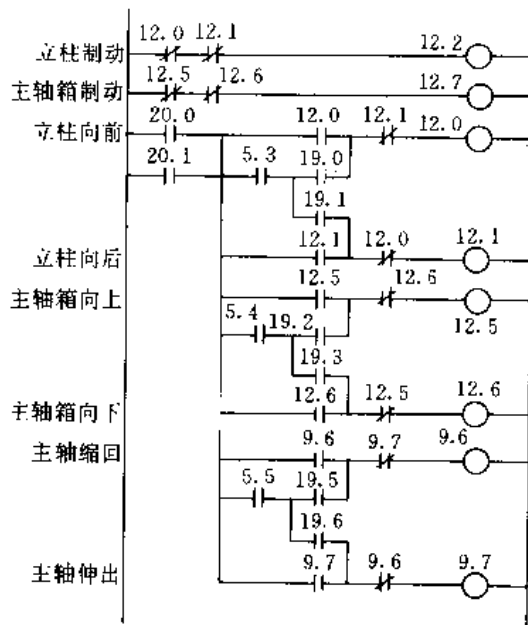 12.0 12.1
立柱制动 12.2
12.5 12.6
主轴箱制动 12.7
20.0 12.0 12.1
立柱向前 12.0
20.1 5.3 19.0
19.1
12.1 12.0 12.1
立柱向后
12.5 12.6
主轴箱向上
5.4 19.2 12.5
19.3
12.6 12.5 12.6
主轴箱向下
9.6 9.7 9.6
主轴缩回
5.5 19.5
19.6
9.7 9.6 9.7
主轴伸出